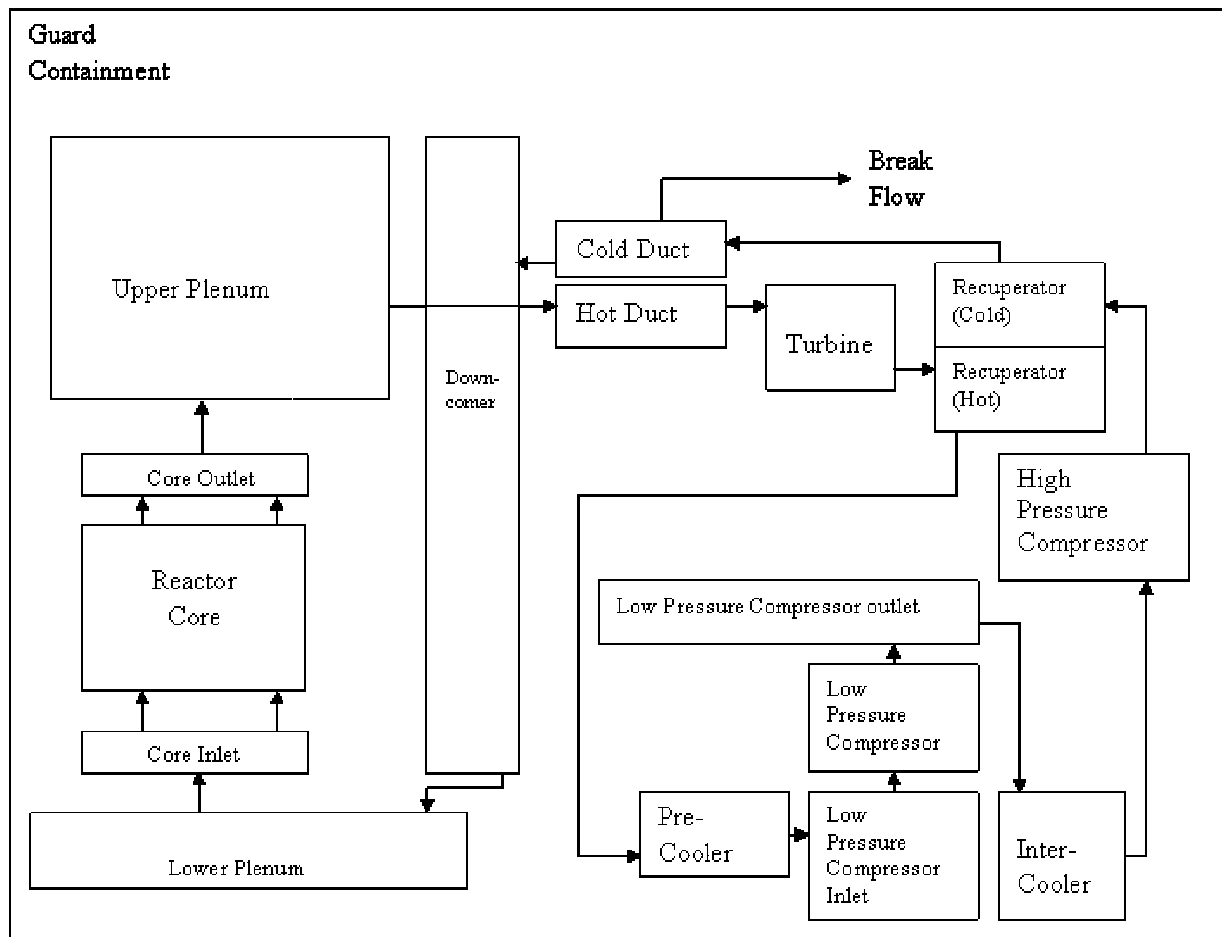 Guard
Containment
Upper Plenum
Down-
comer
Cold Duct
Break
Flow
Hot Duct
Turbine
Recuperator
(Cold)
Recuperator
(Hot)
Core Outlet
Reactor
Core
Core Inlet
Lower Plenum
High
Pressure
Compressor
Low Pressure Compressor outlet
Low
Pressure
Compressor
Pre-
Cooler
Low
Pressure
Compressor
Inlet
Inter-
Cooler